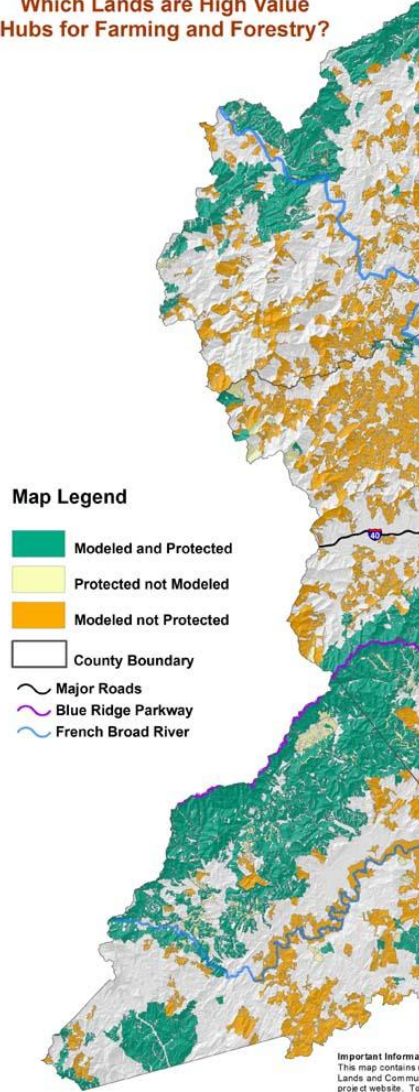 Which Lands are High Value
Hubs for Farming and Forestry?
40
Map Legend
Modeled and Protected
Protected not Modeled
Modeled not Protected
County Boundary
Major Roads
Blue Ridge Parkway
French Broad River
Important Informa
This map contains
Lands and Commu
project website. To